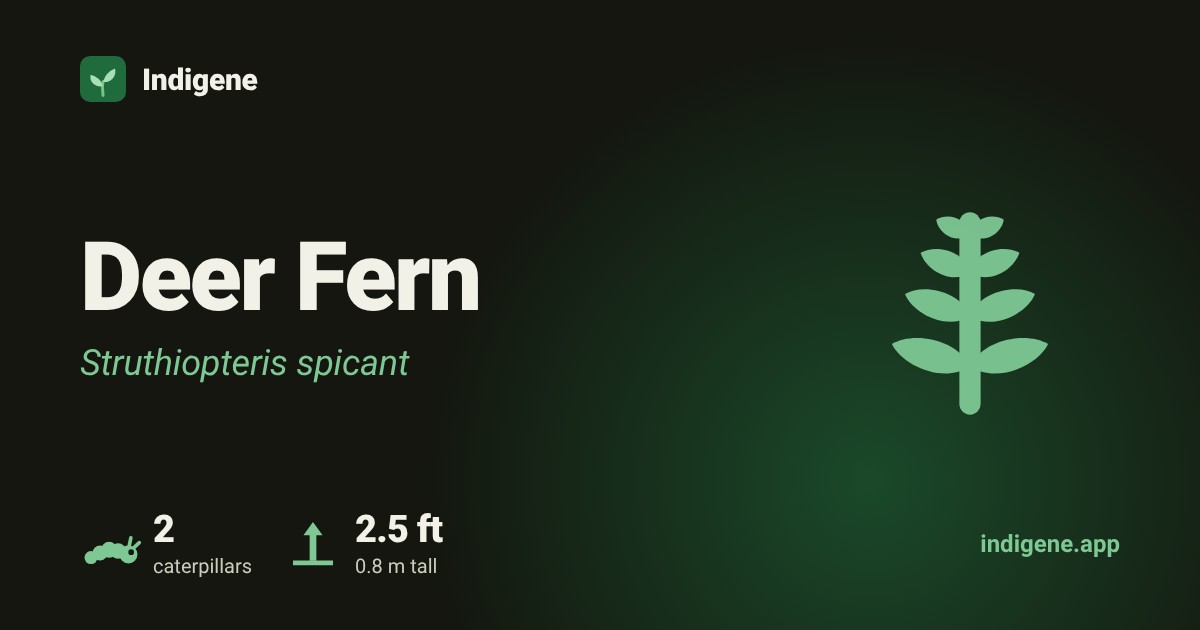 Indigene
Deer Fern
Struthiopteris spicant
2
caterpillars
2.5 ft
0.8 m tall
indigene.app